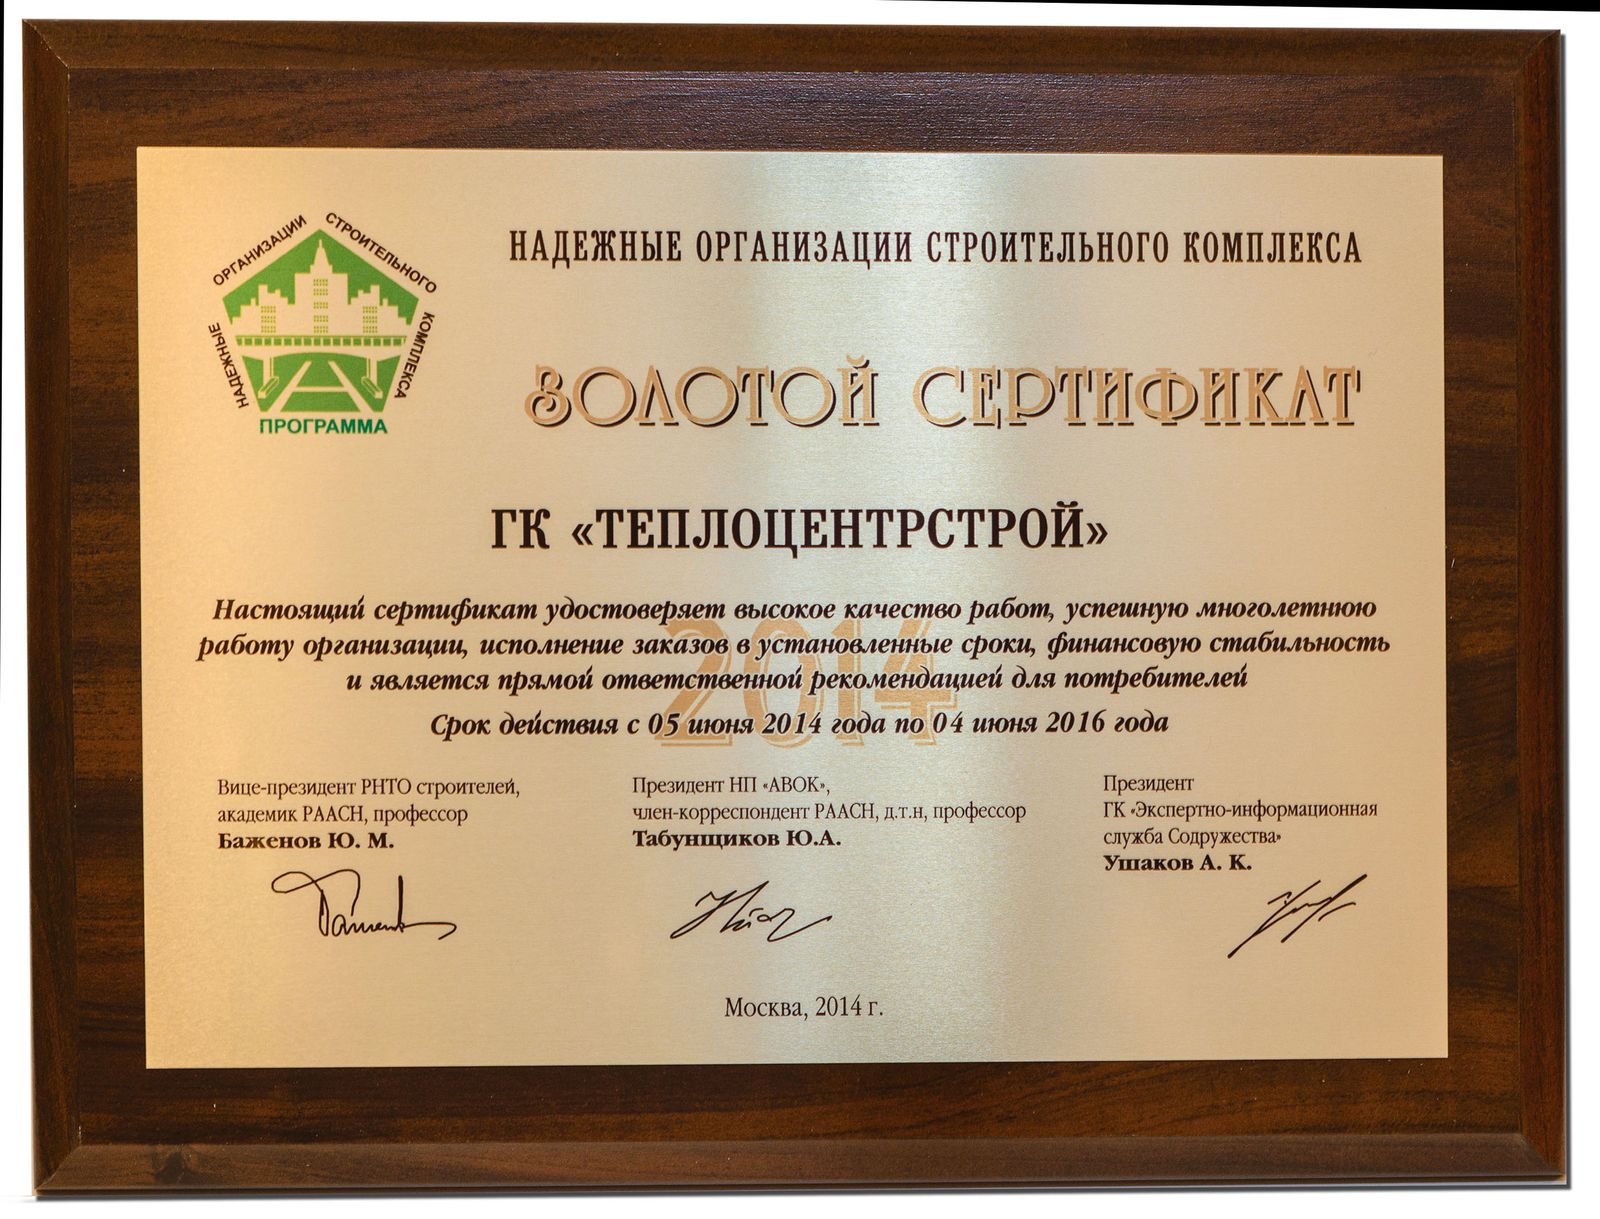 НАДЕЖНЫЕ ОРГАНИЗАЦИИ СТРОИТЕЛЬНОГО КОМПЛЕКСА
ПРОГРАММА
НАДЕЖНЫЕ ОРГАНИЗАЦИИ СТРОИТЕЛЬНОГО КОМПЛЕКСА
ЗОЛОТОЙ СЕРТИФИКАТ
ГК «ТЕПЛОЦЕНТРСТРОЙ»
2014
Настоящий сертификат удостоверяет высокое качество работ, успешную многолетнюю
работу организации, исполнение заказов в установленные сроки, финансовую стабильность
и является прямой ответственной рекомендацией для потребителей
Срок действия с 05 июня 2014 года по 04 июня 2016 года
Вице-президент РНТО строителей,
академик РААСН, профессор
Баженов Ю. М.
Президент НП «АВОК»,
член-корреспондент РААСН, д.т.н, профессор
Табунщиков Ю.А.
Президент
ГК «Экспертно-информационная
служба Содружества»
Ушаков А. К.
Москва, 2014 г.